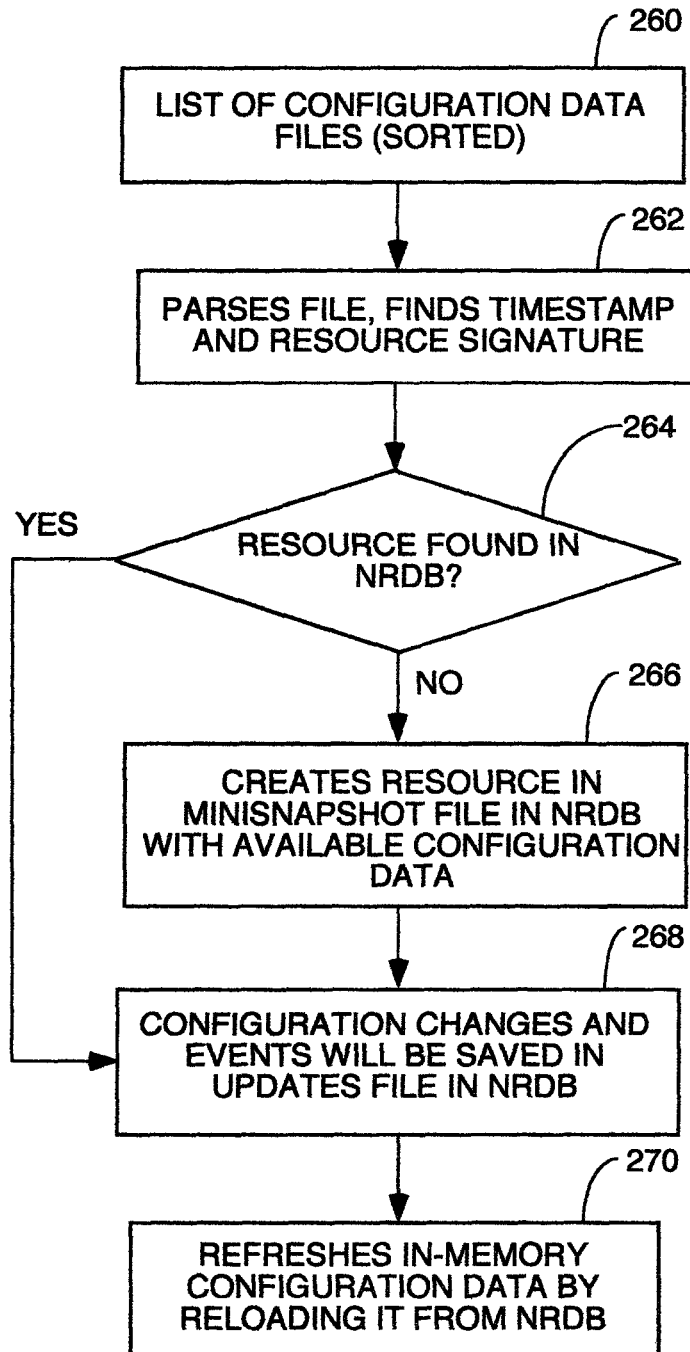 260
LIST OF CONFIGURATION DATA
FILES (SORTED)
262
PARSES FILE, FINDS TIMESTAMP
AND RESOURCE SIGNATURE
264
YES
RESOURCE FOUND IN
NRDB?
NO
266
CREATES RESOURCE IN
MINISNAPSHOT FILE IN NRDB
WITH AVAILABLE CONFIGURATION
DATA
268
CONFIGURATION CHANGES AND
EVENTS WILL BE SAVED IN
UPDATES FILE IN NRDB
270
REFRESHES IN-MEMORY
CONFIGURATION DATA BY
RELOADING IT FROM NRDB